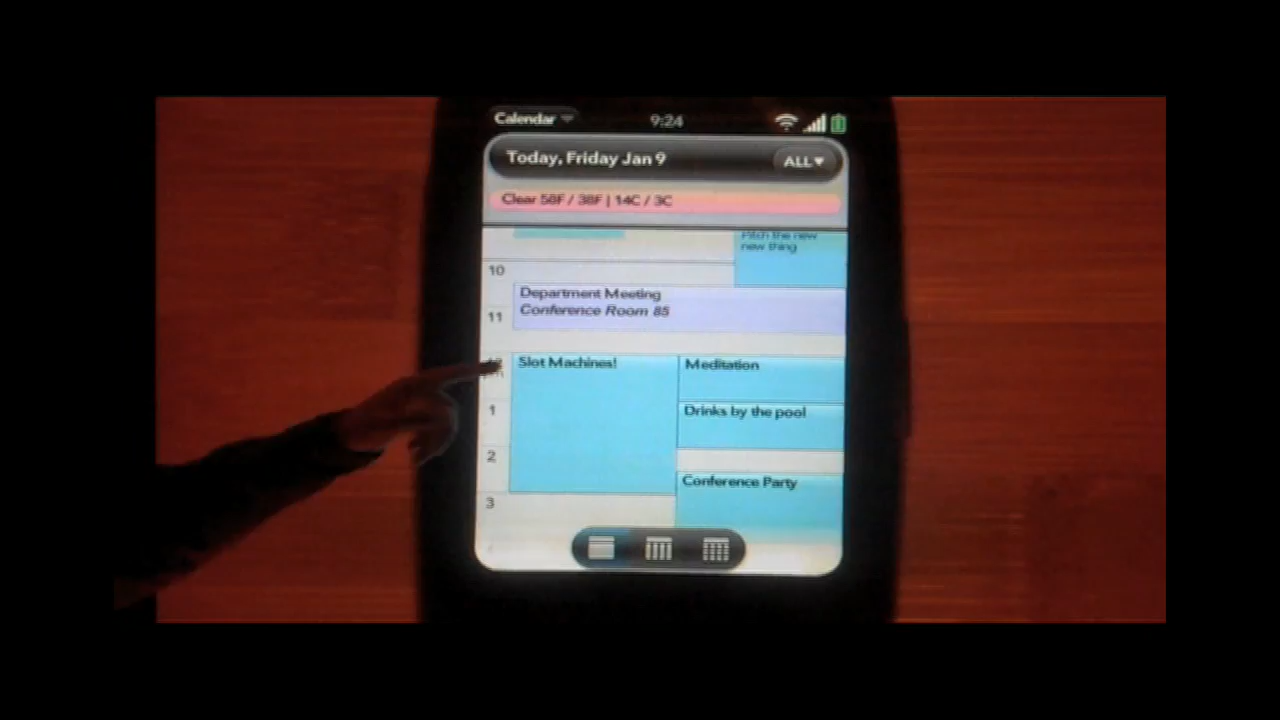 Calendar
9:24
Today, Friday Jan 9
ALL
Clear 58F / 38F | 14C / 3C
Pitch the new
new thing
10
Department Meeting
Conference Room 85
11
12
Slot Machines!
Meditation
1
Drinks by the pool
2
Conference Party
3